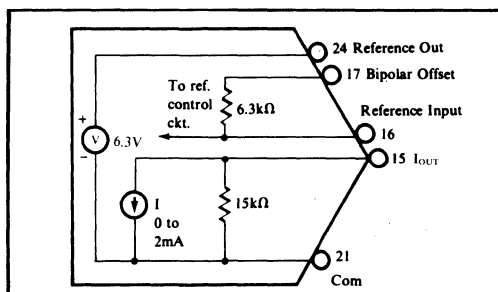 24 Reference Out
17 Bipolar Offset
To ref.
control
ckt.
6.3kΩ
Reference Input
16
+
V
6.3V
−
15 IOUT
I
0 to
2mA
15kΩ
21
Com